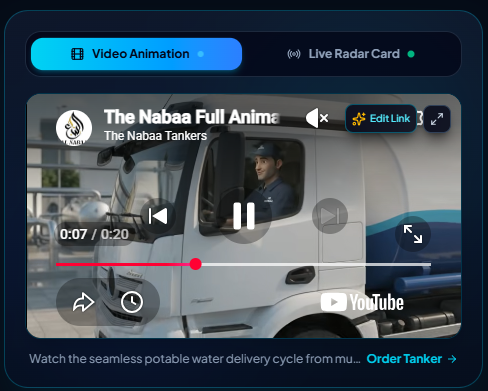 Video Animation
Live Radar Card
The Nabaa Full Anima
The Nabaa Tankers
Edit Link
0:07 / 0:20
YouTube
Watch the seamless potable water delivery cycle from mu...
Order Tanker →